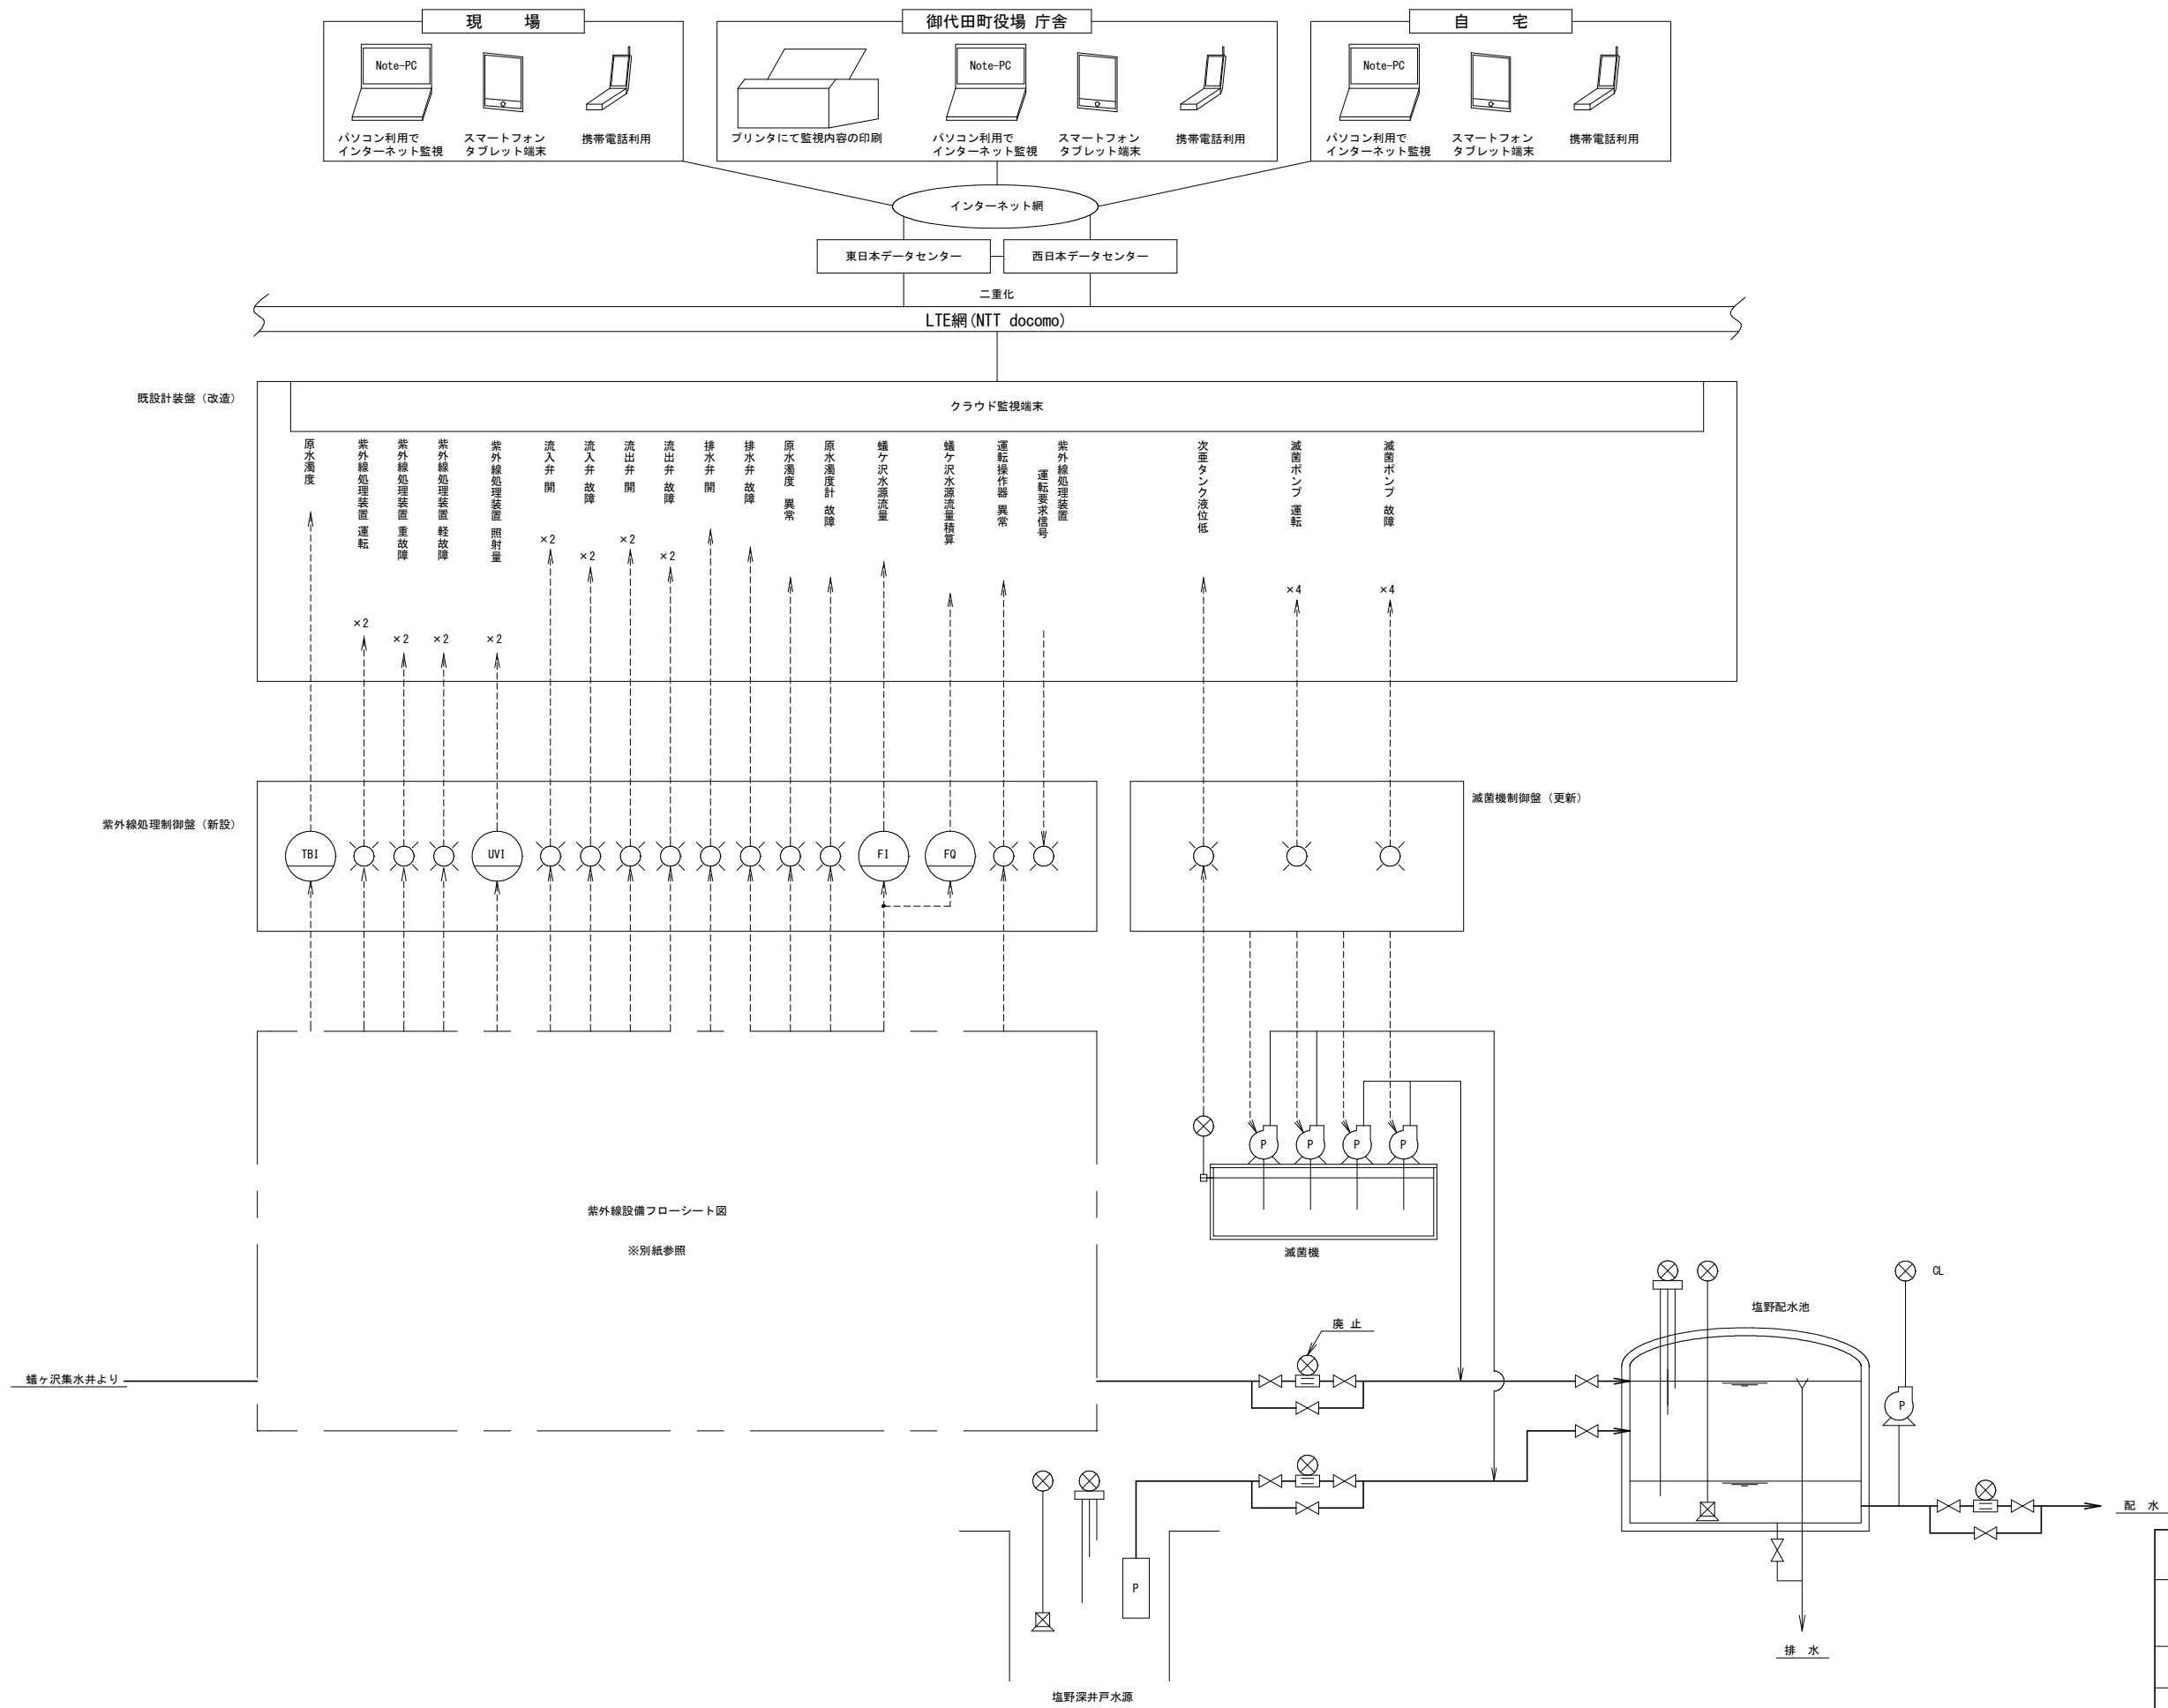 現 場
御代田町役場 庁舎
自 宅
Note-PC
Note-PC
Note-PC
パソコン利用で
インターネット監視
スマートフォン
タブレット端末
携帯電話利用
プリンタにて監視内容の印刷
パソコン利用で
インターネット監視
スマートフォン
タブレット端末
携帯電話利用
パソコン利用で
インターネット監視
スマートフォン
タブレット端末
携帯電話利用
インターネット網
東日本データセンター
西日本データセンター
二重化
LTE網(NTT docomo)
既設計装盤（改造）
クラウド監視端末
原水濁度
紫外線処理装置 運転
紫外線処理装置 重故障
紫外線処理装置 軽故障
紫外線処理装置 照射量
流入弁 開
流入弁 故障
流出弁 開
流出弁 故障
排水弁 開
排水弁 故障
原水濁度 異常
原水濁度計 故障
蟻ケ沢水源流量
蟻ケ沢水源流量積算
運転操作器 異常
紫外線処理装置
運転要求信号
次亜タンク液位低
滅菌ポンプ 運転
滅菌ポンプ 故障
×2
×2
×2
×2
×2
×2
×2
×2
×4
×4
紫外線処理制御盤（新設）
滅菌機制御盤（更新）
TBI
UVI
FI
FQ
P
P
P
P
滅菌機
紫外線設備フローシート図
※別紙参照
CL
塩野配水池
廃 止
蟻ヶ沢集水井より
P
配 水
P
排 水
塩野深井戸水源